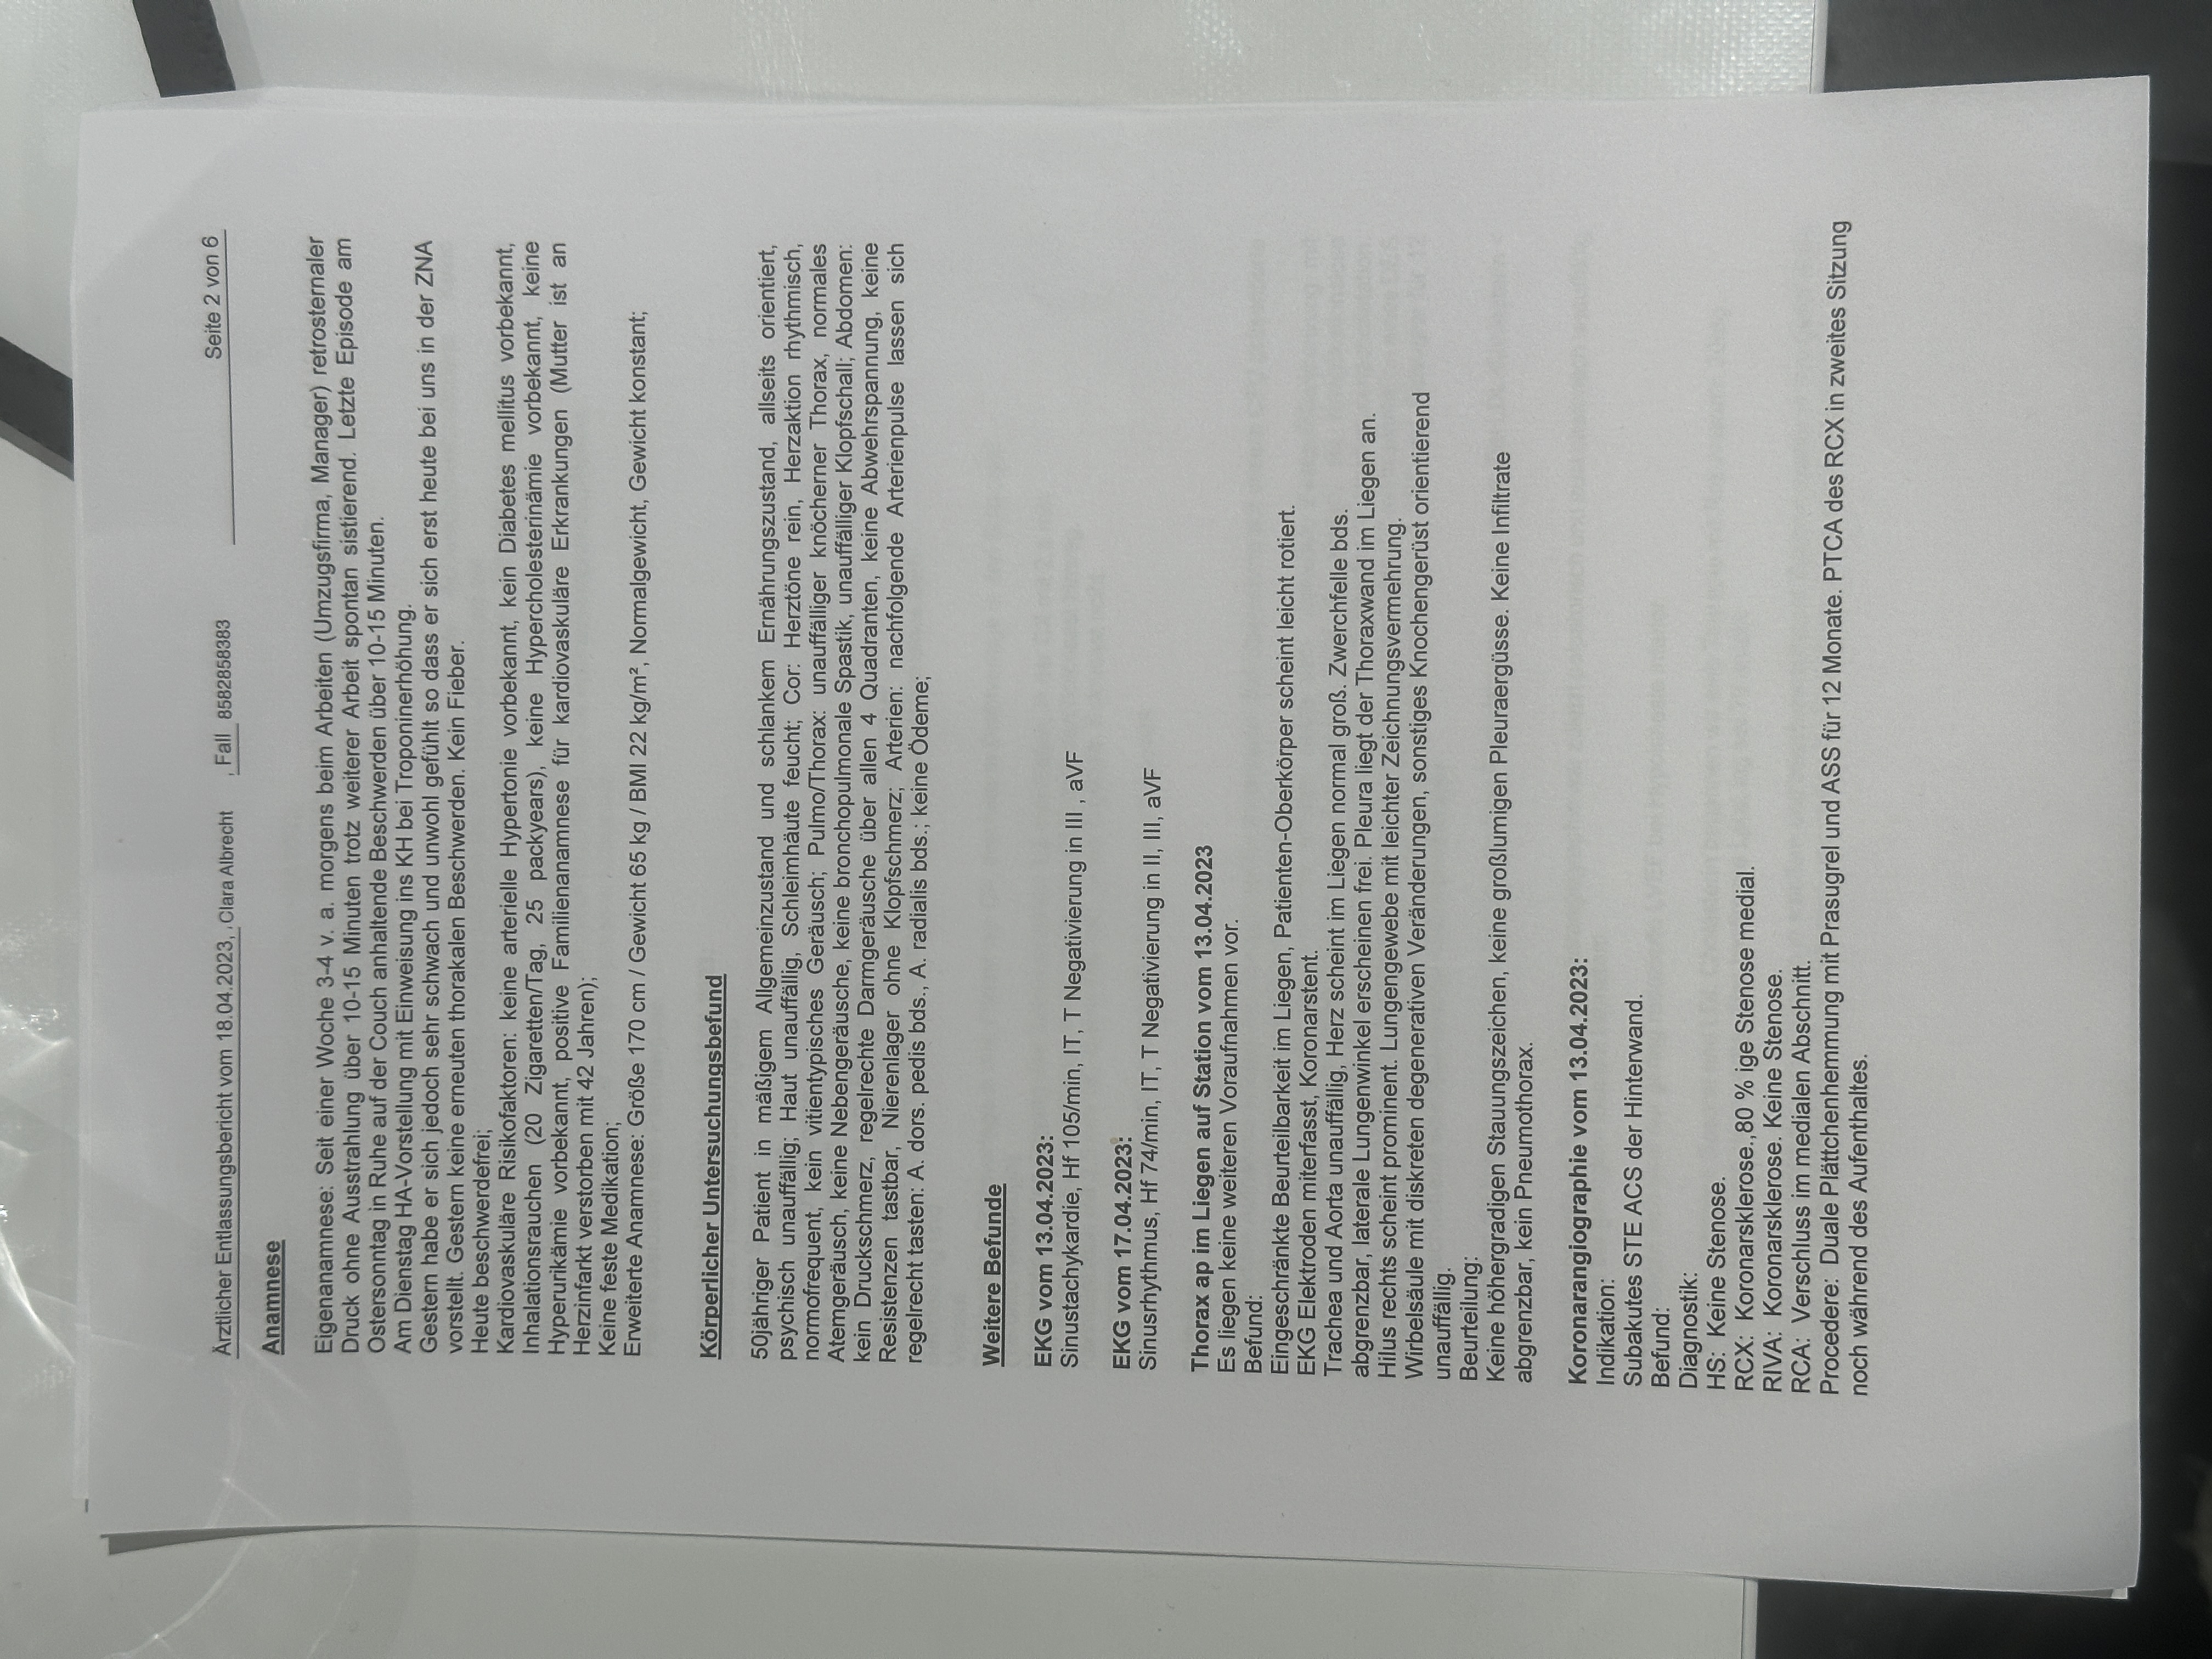 Ärztlicher Entlassungsbericht vom 18.04.2023, , Clara Albrecht , Fall 8582858383 Seite 2 von 6
Anamnese
Eigenanamnese: Seit einer Woche 3-4 v. a. morgens beim Arbeiten (Umzugsfirma, Manager) retrosternaler
Druck ohne Ausstrahlung über 10-15 Minuten trotz weiterer Arbeit spontan sistierend. Letzte Episode am
Ostersonntag in Ruhe auf der Couch anhaltende Beschwerden über 10-15 Minuten.
Am Dienstag HA-Vorstellung mit Einweisung ins KH bei Troponinerhöhung.
Gestern habe er sich jedoch sehr schwach und unwohl gefühlt so dass er sich erst heute bei uns in der ZNA
vorstellt. Gestern keine erneuten thorakalen Beschwerden. Kein Fieber.
Heute beschwerdefrei;
Kardiovaskuläre Risikofaktoren: keine arterielle Hypertonie vorbekannt, kein Diabetes mellitus vorbekannt,
Inhalationsrauchen (20 Zigaretten/Tag, 25 packyears), keine Hypercholesterinämie vorbekannt, keine
Hyperurikämie vorbekannt, positive Familienanamnese für kardiovaskuläre Erkrankungen (Mutter ist an
Herzinfarkt verstorben mit 42 Jahren);
Keine feste Medikation;
Erweiterte Anamnese: Größe 170 cm / Gewicht 65 kg / BMI 22 kg/m², Normalgewicht, Gewicht konstant;
Körperlicher Untersuchungsbefund
50jähriger Patient in mäßigem Allgemeinzustand und schlankem Ernährungszustand, allseits orientiert,
psychisch unauffällig; Haut unauffällig, Schleimhäute feucht; Cor: Herztöne rein, Herzaktion rhythmisch,
normofrequent, kein vitientypisches Geräusch; Pulmo/Thorax: unauffälliger knöcherner Thorax, normales
Atemgeräusch, keine Nebengeräusche, keine bronchopulmonale Spastik, unauffälliger Klopfschall; Abdomen:
kein Druckschmerz, regelrechte Darmgeräusche über allen 4 Quadranten, keine Abwehrspannung, keine
Resistenzen tastbar, Nierenlager ohne Klopfschmerz; Arterien: nachfolgende Arterienpulse lassen sich
regelrecht tasten: A. dors. pedis bds., A. radialis bds.; keine Ödeme;
Weitere Befunde
EKG vom 13.04.2023:
Sinustachykardie, Hf 105/min, IT, T Negativierung in III , aVF
EKG vom 17.04.2023:
Sinusrhythmus, Hf 74/min, IT, T Negativierung in II, III, aVF
Thorax ap im Liegen auf Station vom 13.04.2023
Es liegen keine weiteren Voraufnahmen vor.
Befund:
Eingeschränkte Beurteilbarkeit im Liegen, Patienten-Oberkörper scheint leicht rotiert.
EKG Elektroden miterfasst, Koronarstent.
Trachea und Aorta unauffällig, Herz scheint im Liegen normal groß. Zwerchfelle bds.
abgrenzbar, laterale Lungenwinkel erscheinen frei. Pleura liegt der Thoraxwand im Liegen an.
Hilus rechts scheint prominent. Lungengewebe mit leichter Zeichnungsvermehrung.
Wirbelsäule mit diskreten degenerativen Veränderungen, sonstiges Knochengerüst orientierend
unauffällig.
Beurteilung:
Keine höhergradigen Stauungszeichen, keine großlumigen Pleuraergüsse. Keine Infiltrate
abgrenzbar, kein Pneumothorax.
Koronarangiographie vom 13.04.2023:
Indikation:
Subakutes STE ACS der Hinterwand.
Befund:
Diagnostik:
HS: Keine Stenose.
RCX: Koronarsklerose.,80 % ige Stenose medial.
RIVA: Koronarsklerose. Keine Stenose.
RCA: Verschluss im medialen Abschnitt.
Procedere: Duale Plättchenhemmung mit Prasugrel und ASS für 12 Monate. PTCA des RCX in zweites Sitzung
noch während des Aufenthaltes.